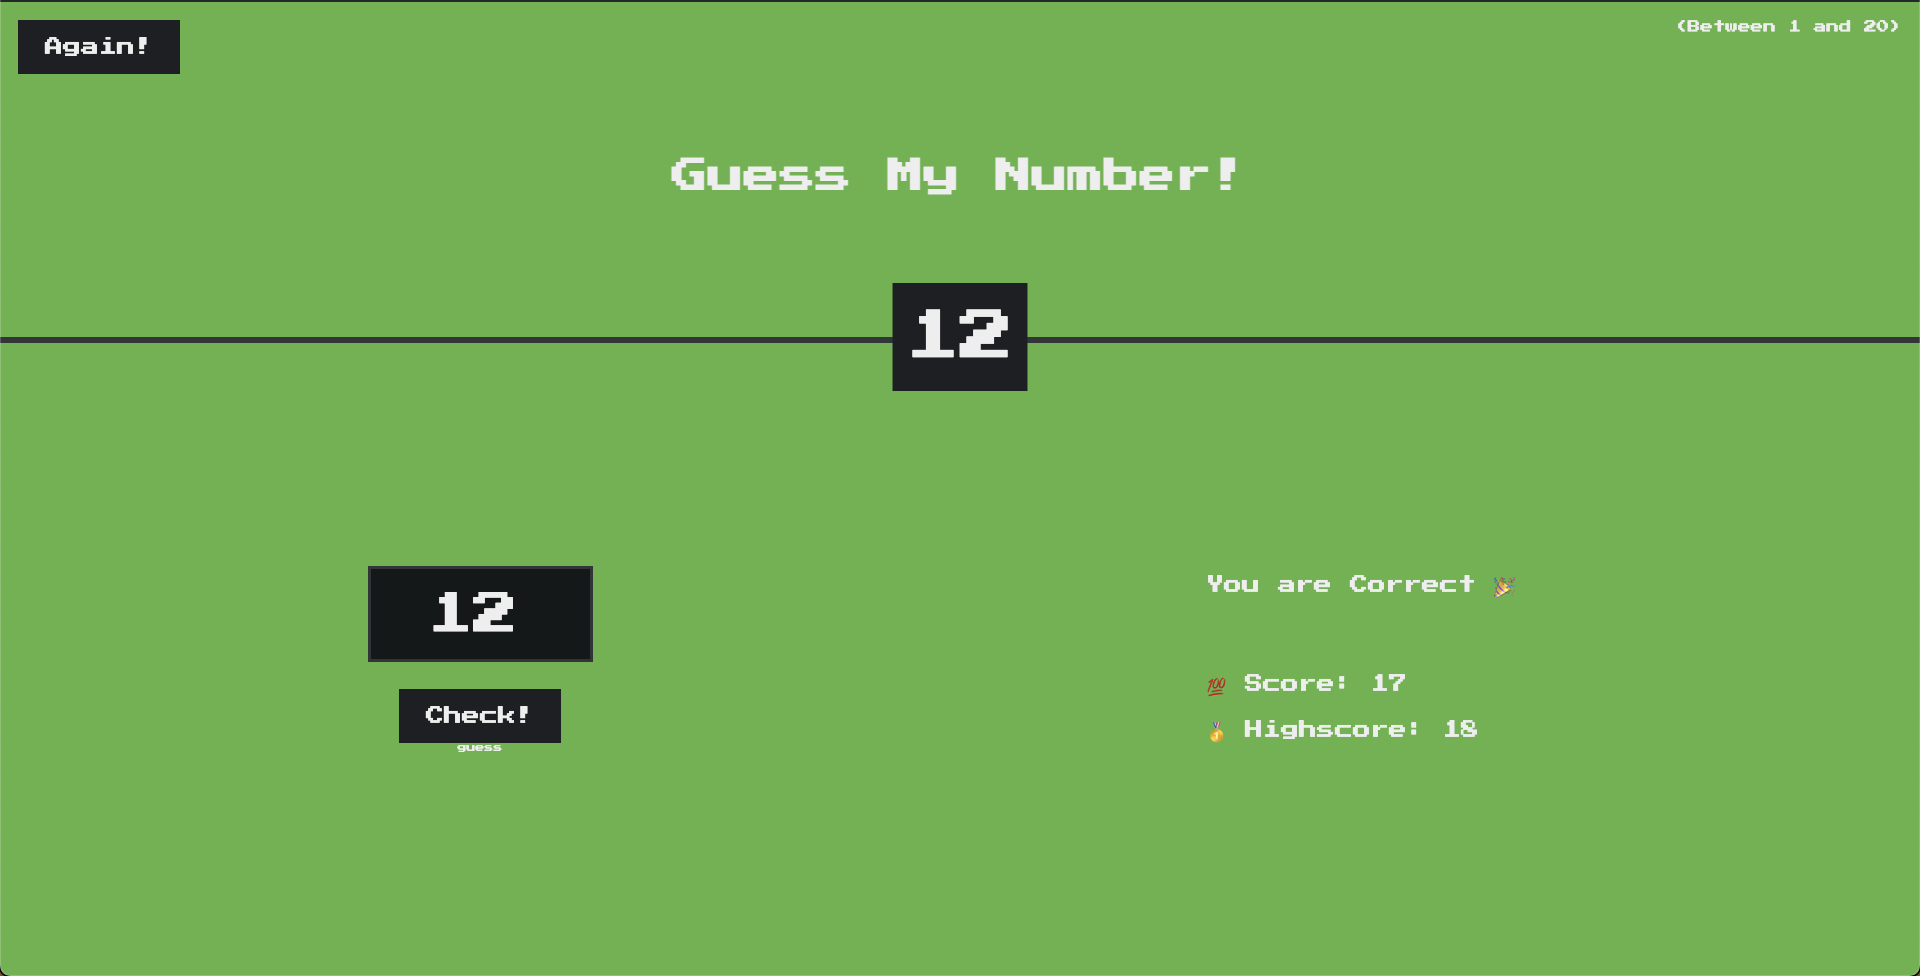 Again!
(Between 1 and 20)
Guess My Number!
12
12
Check!
guess
You are Correct 🎉
💯 Score: 17
🥇 Highscore: 18